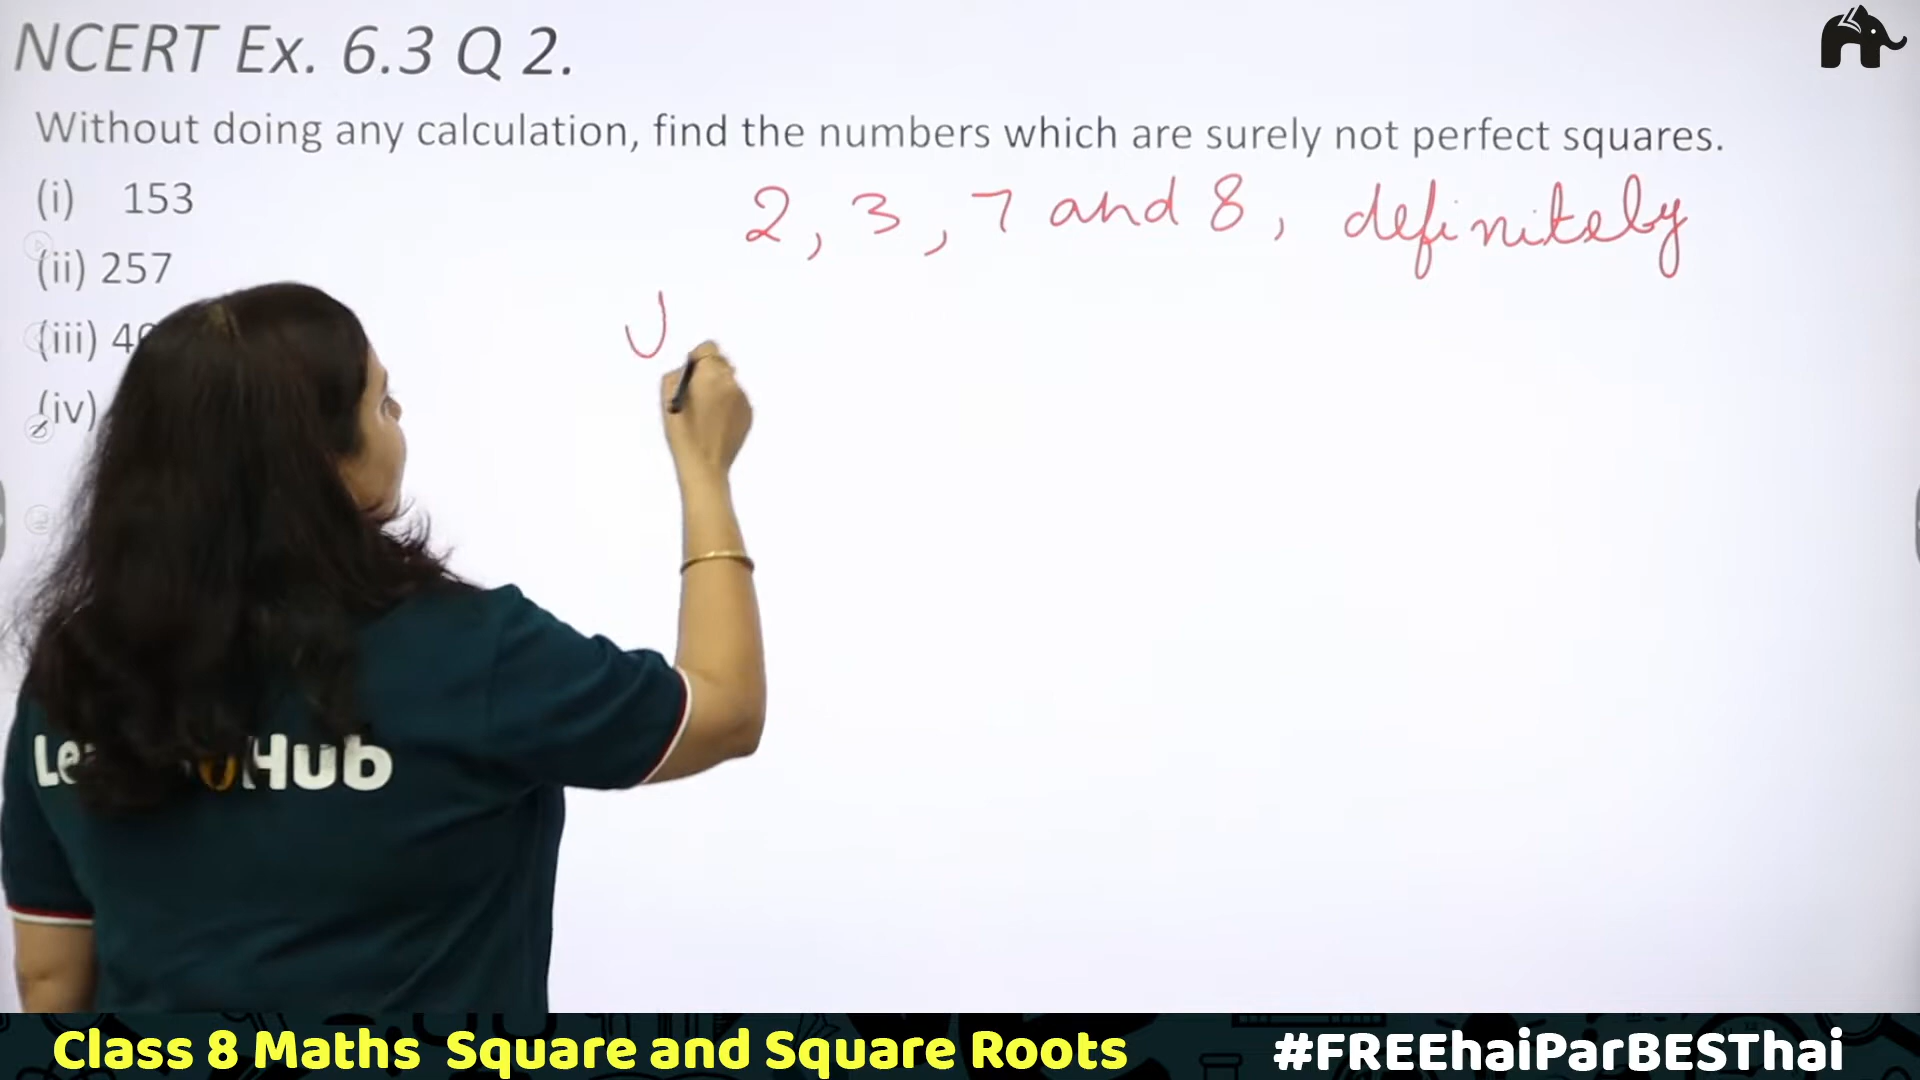 NCERT Ex. 6.3 Q 2.
Without doing any calculation, find the numbers which are surely not perfect squares.
(i) 153
2, 3, 7 and 8, definitely
(ii) 257
(iii) 4
(iv)
Hub
Class 8 Maths Square and Square Roots
#FREEhaiParBESThai